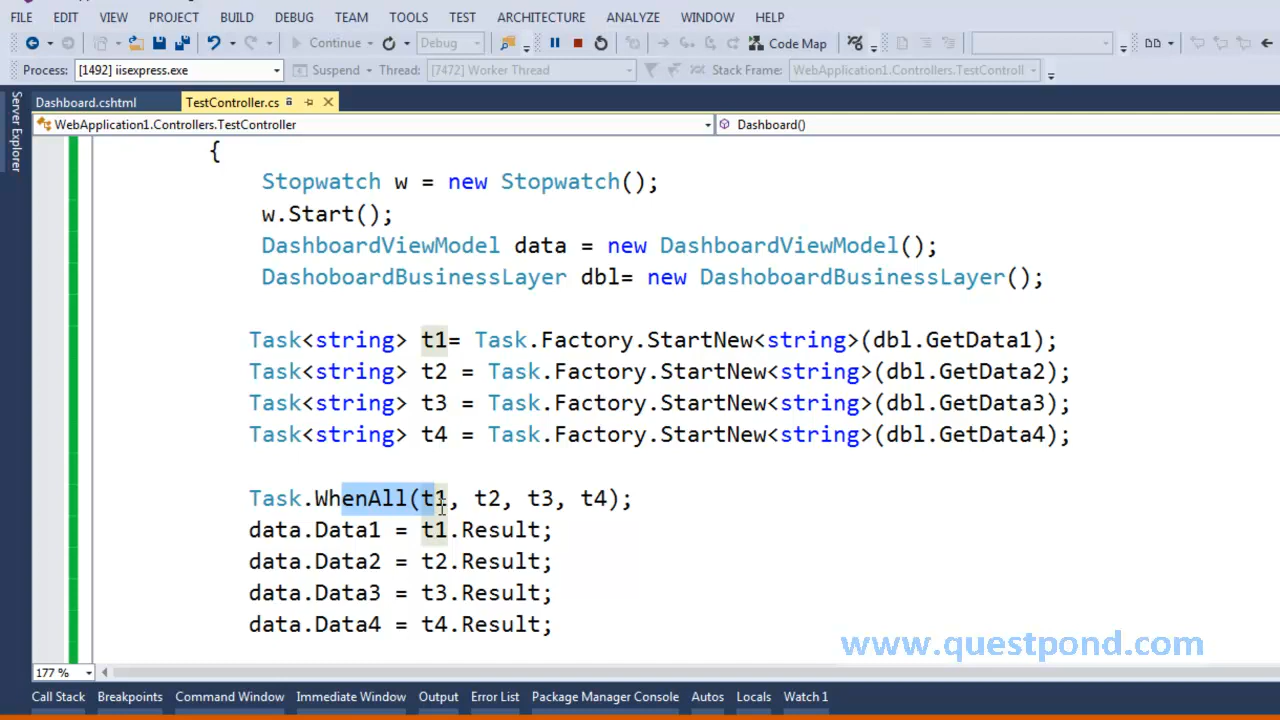 FILE EDIT VIEW PROJECT BUILD DEBUG TEAM TOOLS TEST ARCHITECTURE ANALYZE WINDOW HELP
Continue Debug Code Map
Process: [1492] iisexpress.exe Suspend Thread: [7472] Worker Thread Stack Frame: WebApplication1.Controllers.TestControll
Server Explorer
Dashboard.cshtml TestController.cs
WebApplication1.Controllers.TestController Dashboard()
{
Stopwatch w = new Stopwatch();
w.Start();
DashboardViewModel data = new DashboardViewModel();
DashoboardBusinessLayer dbl= new DashoboardBusinessLayer();
Task<string> t1= Task.Factory.StartNew<string>(dbl.GetData1);
Task<string> t2 = Task.Factory.StartNew<string>(dbl.GetData2);
Task<string> t3 = Task.Factory.StartNew<string>(dbl.GetData3);
Task<string> t4 = Task.Factory.StartNew<string>(dbl.GetData4);
Task.WhenAll(t1, t2, t3, t4);
data.Data1 = t1.Result;
data.Data2 = t2.Result;
data.Data3 = t3.Result;
data.Data4 = t4.Result;
www.questpond.com
177 %
Call Stack Breakpoints Command Window Immediate Window Output Error List Package Manager Console Autos Locals Watch 1